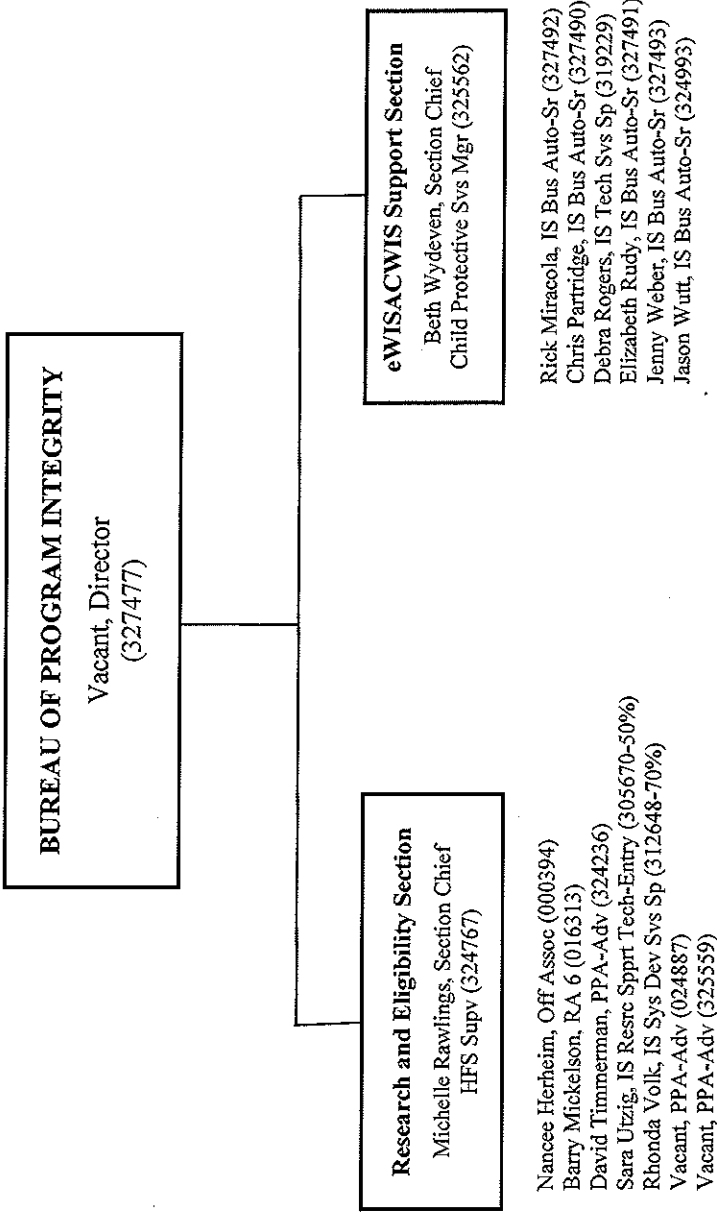 BUREAU OF PROGRAM INTEGRITY
Vacant, Director
(327477)
Research and Eligibility Section
Michelle Rawlings, Section Chief
HFS Supv (324767)
Nancee Herheim, Off Assoc (000394)
Barry Mickelson, RA 6 (016313)
David Timmerman, PPA-Adv (324236)
Sara Utzig, IS Resrc Spprt Tech-Entry (305670-50%)
Rhonda Volk, IS Sys Dev Svs Sp (312648-70%)
Vacant, PPA-Adv (024887)
Vacant, PPA-Adv (325559)
eWISACWIS Support Section
Beth Wydeven, Section Chief
Child Protective Svs Mgr (325562)
Rick Miracola, IS Bus Auto-Sr (327492)
Chris Partridge, IS Bus Auto-Sr (327490)
Debra Rogers, IS Tech Svs Sp (319229)
Elizabeth Rudy, IS Bus Auto-Sr (327491)
Jenny Weber, IS Bus Auto-Sr (327493)
Jason Wutt, IS Bus Auto-Sr (324993)